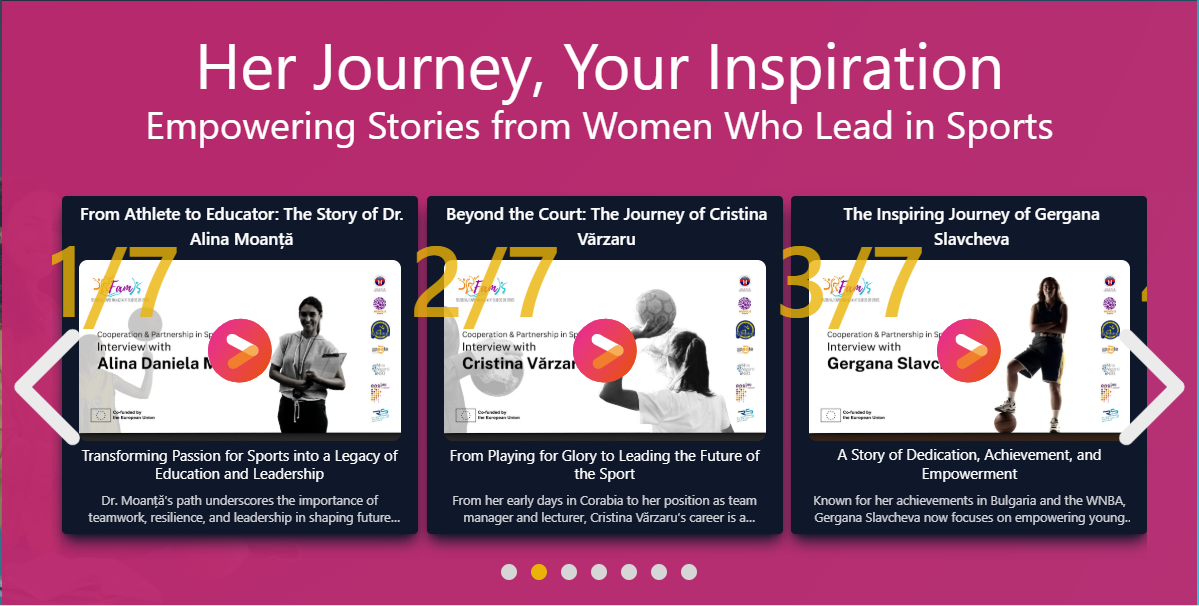 Her Journey, Your Inspiration
Empowering Stories from Women Who Lead in Sports
From Athlete to Educator: The Story of Dr.
Alina Moanță
1/7
Fam
Cooperation & Partnership in Sp
Interview with
Alina Daniela M
Co-funded by
the European Union
Transforming Passion for Sports into a Legacy of
Education and Leadership
Dr. Moanță's path underscores the importance of
teamwork, resilience, and leadership in shaping future...
Beyond the Court: The Journey of Cristina
Vărzaru
2/7
Fam
Cooperation & Partnership in Sp
Interview with
Cristina Vărzar
Co-funded by
the European Union
From Playing for Glory to Leading the Future of
the Sport
From her early days in Corabia to her position as team
manager and lecturer, Cristina Vărzaru's career is a...
The Inspiring Journey of Gergana
Slavcheva
3/7
Fam
Cooperation & Partnership in Sp
Interview with
Gergana Slavc
Co-funded by
the European Union
A Story of Dedication, Achievement, and
Empowerment
Known for her achievements in Bulgaria and the WNBA,
Gergana Slavcheva now focuses on empowering young..